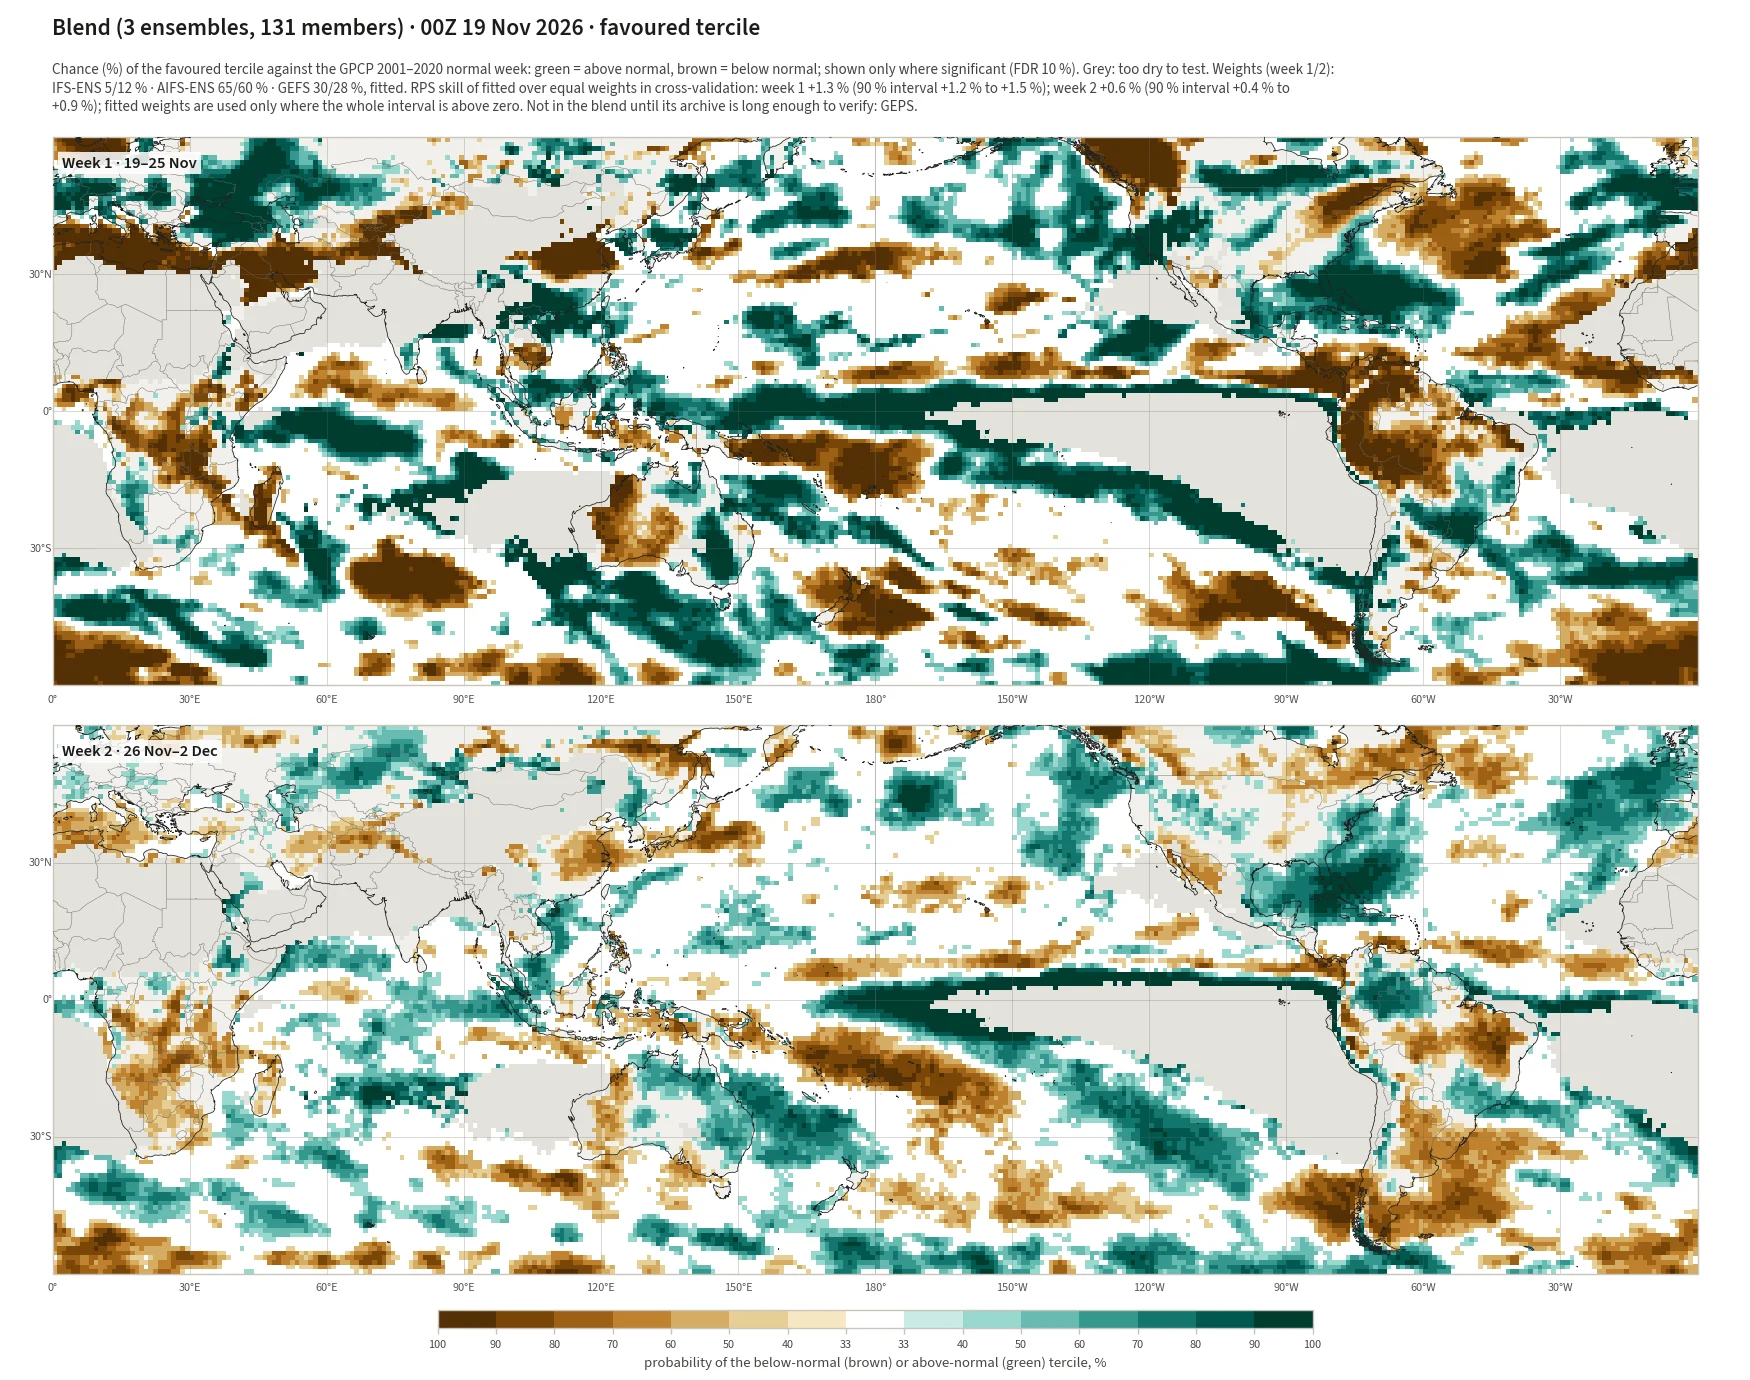 Blend (3 ensembles, 131 members) · 00Z 19 Nov 2026 · favoured tercile
Chance (%) of the favoured tercile against the GPCP 2001–2020 normal week: green = above normal, brown = below normal; shown only where significant (FDR 10 %). Grey: too dry to test. Weights (week 1/2):
IFS-ENS 5/12 % · AIFS-ENS 65/60 % · GEFS 30/28 %, fitted. RPS skill of fitted over equal weights in cross-validation: week 1 +1.3 % (90 % interval +1.2 % to +1.5 %); week 2 +0.6 % (90 % interval +0.4 % to
+0.9 %); fitted weights are used only where the whole interval is above zero. Not in the blend until its archive is long enough to verify: GEPS.
Week 1 · 19–25 Nov
30°N
0°
30°S
0° 30°E 60°E 90°E 120°E 150°E 180° 150°W 120°W 90°W 60°W 30°W
Week 2 · 26 Nov–2 Dec
30°N
0°
30°S
0° 30°E 60°E 90°E 120°E 150°E 180° 150°W 120°W 90°W 60°W 30°W
100 90 80 70 60 50 40 33 33 40 50 60 70 80 90 100
probability of the below-normal (brown) or above-normal (green) tercile, %